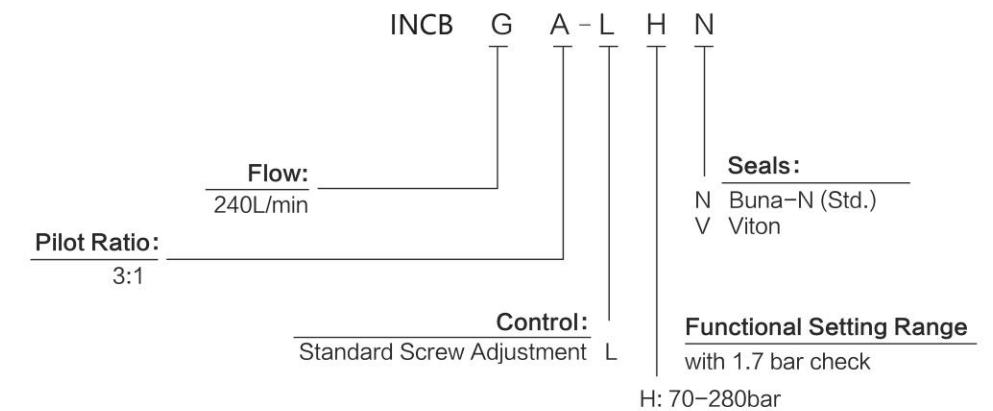 INCB G A-L H N
Flow:
240L/min
Pilot Ratio:
3:1
Control:
Standard Screw Adjustment L
Seals:
N Buna-N (Std.)
V Viton
Functional Setting Range
with 1.7 bar check
H: 70-280bar